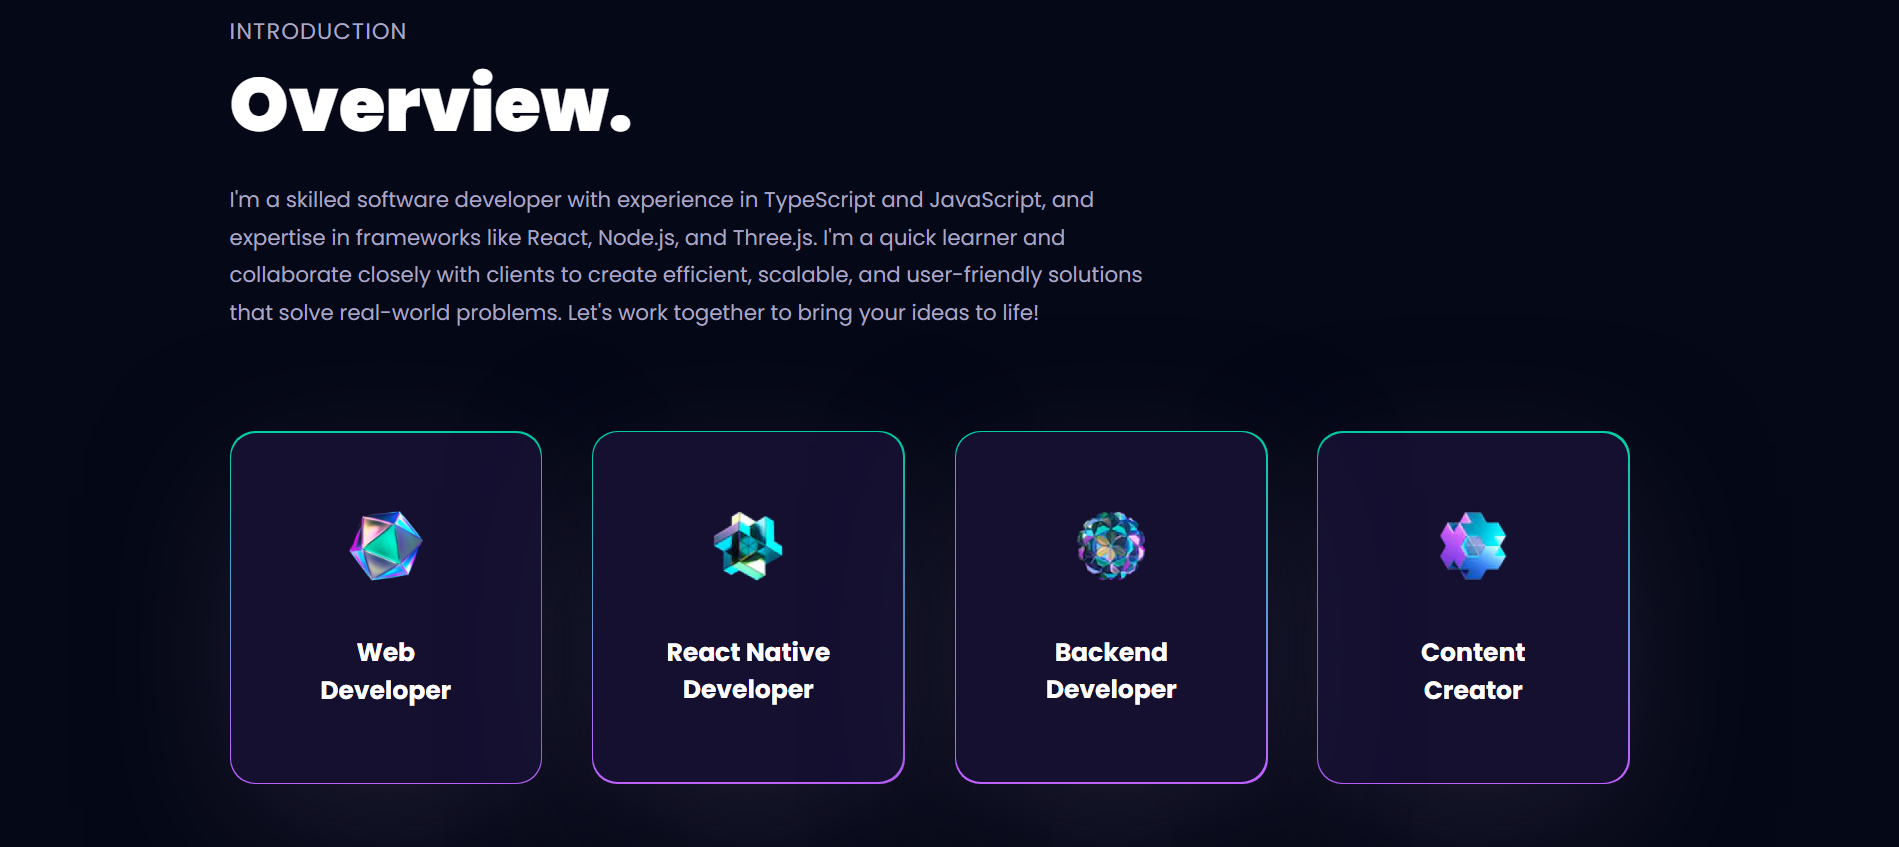 INTRODUCTION
Overview.
I'm a skilled software developer with experience in TypeScript and JavaScript, and
expertise in frameworks like React, Node.js, and Three.js. I'm a quick learner and
collaborate closely with clients to create efficient, scalable, and user-friendly solutions
that solve real-world problems. Let's work together to bring your ideas to life!
Web
Developer
React Native
Developer
Backend
Developer
Content
Creator